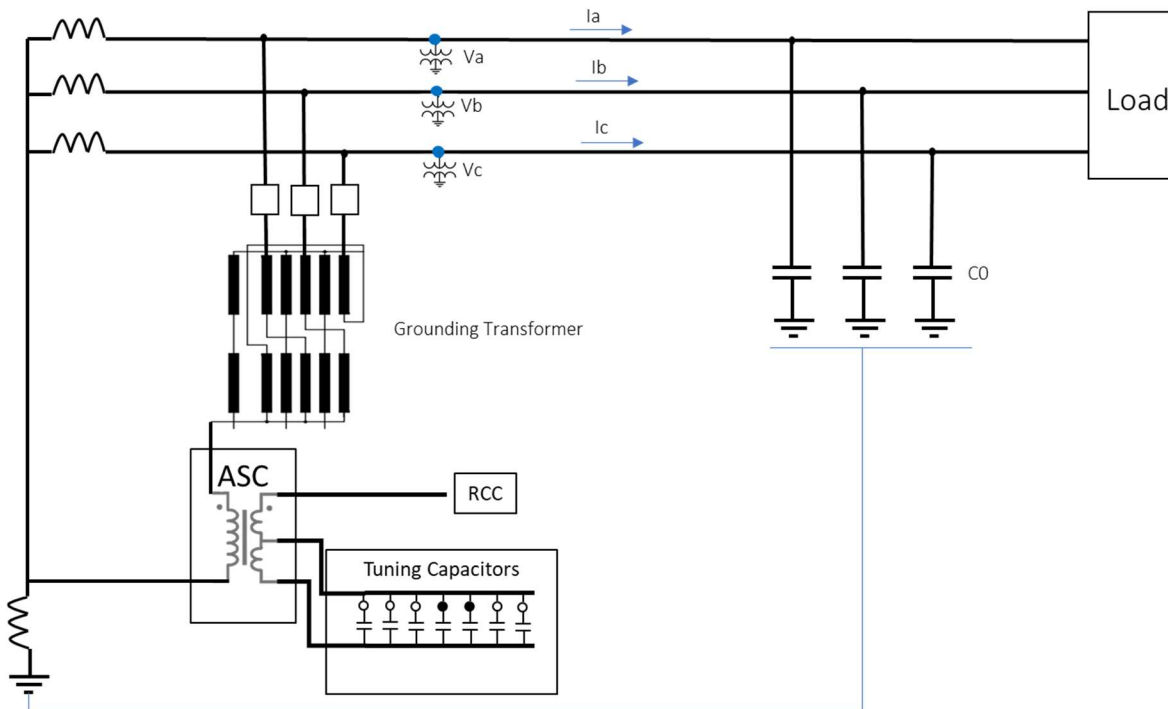 Ia
Va
Ib
Vb
Ic
Vc
Load
C0
Grounding Transformer
ASC
RCC
Tuning Capacitors